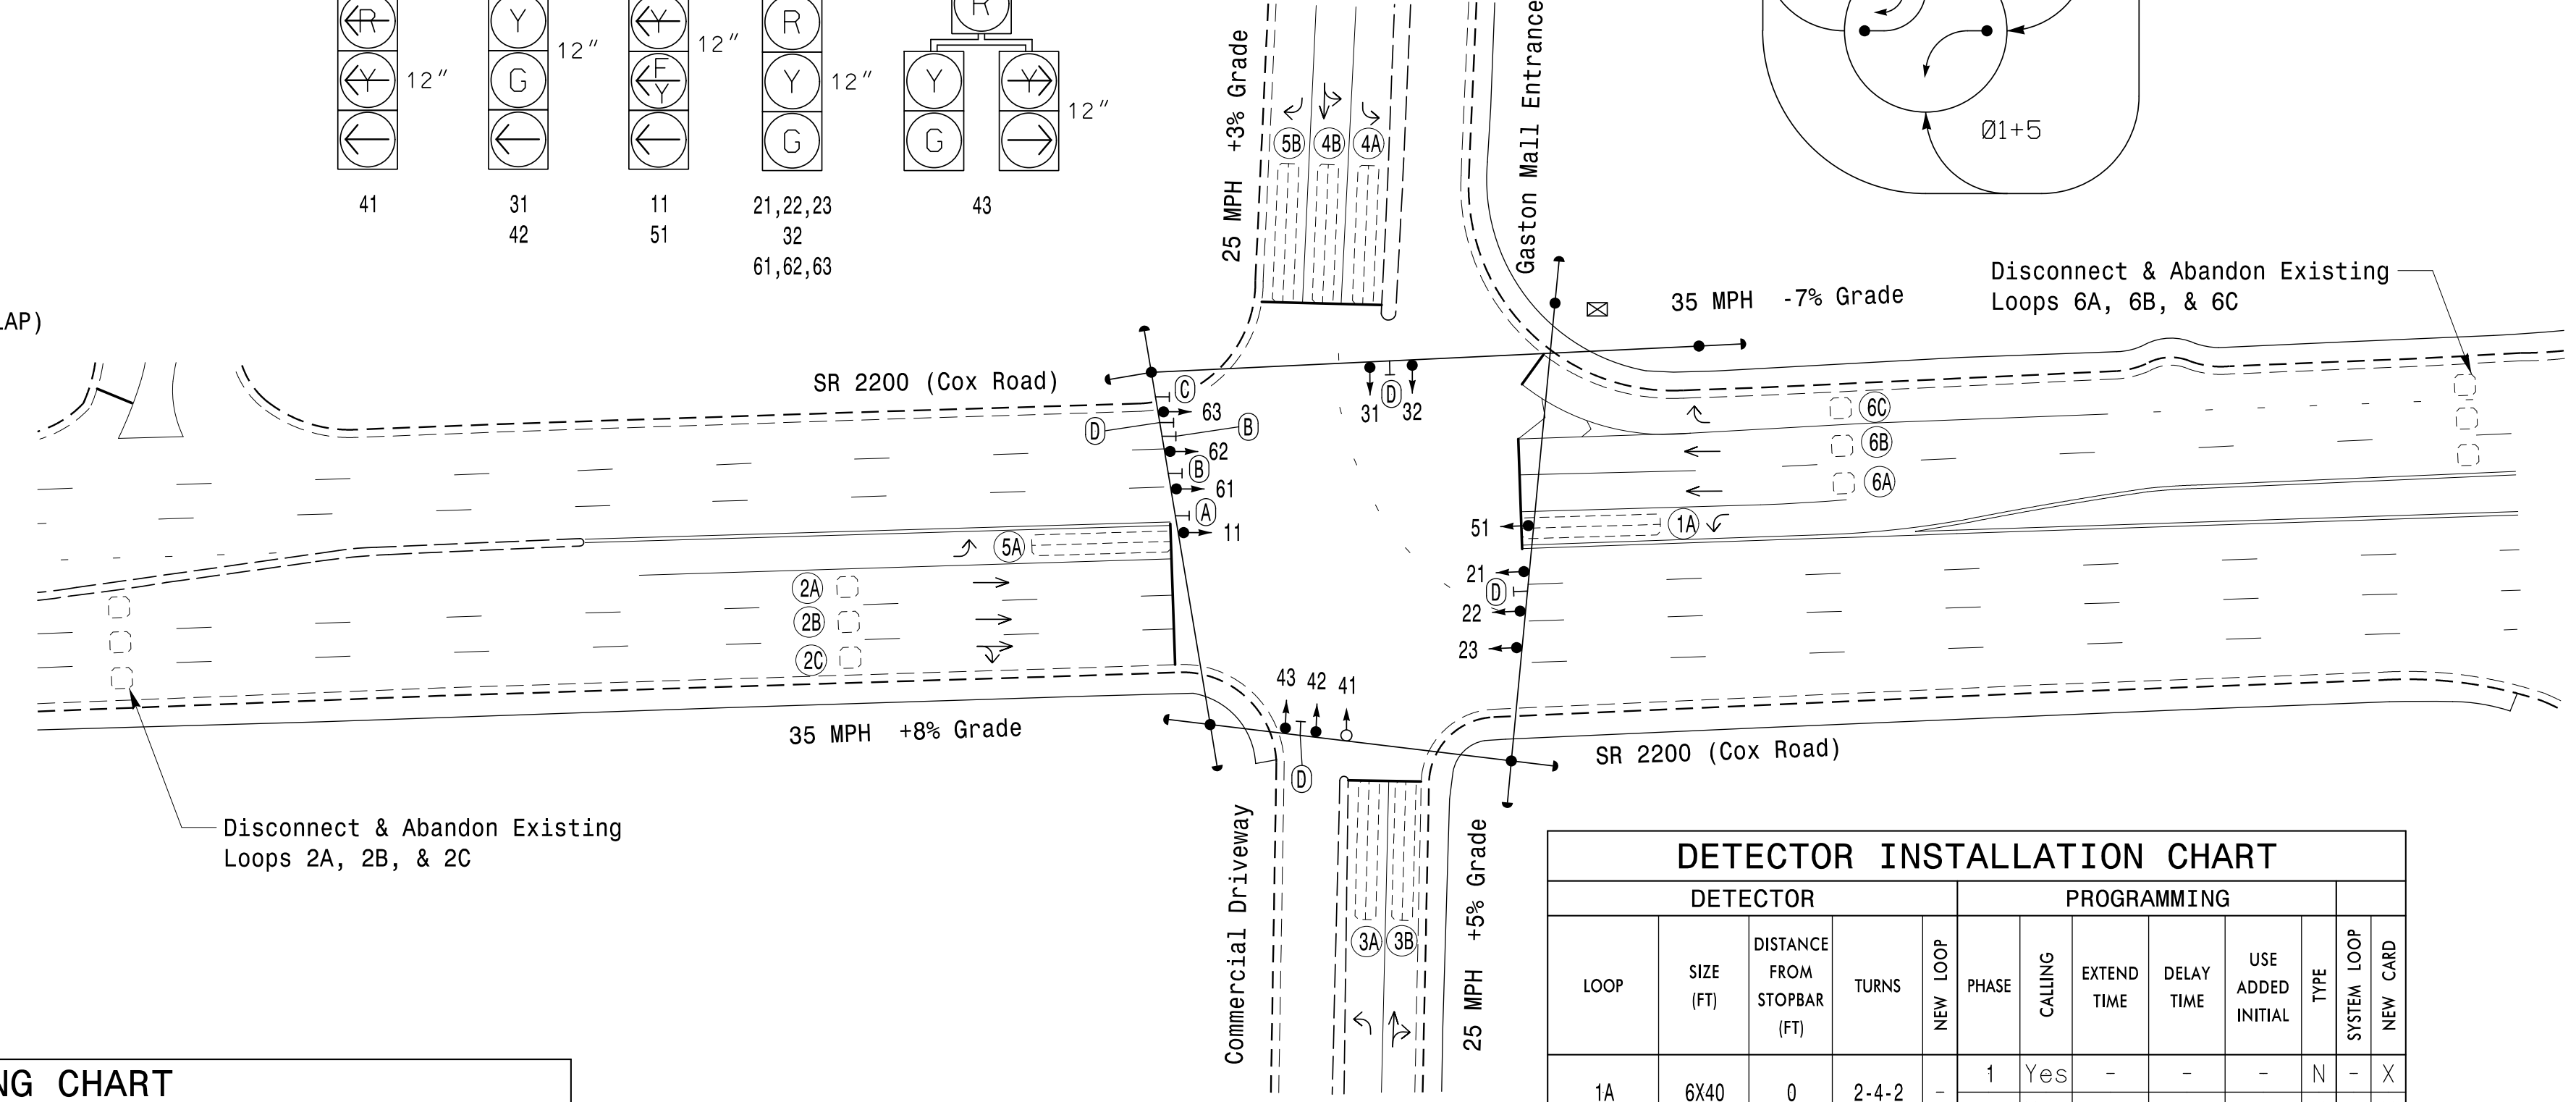 R
Y
12"
41
Y
G
12"
31
42
Y
F
Y
12"
11
51
R
Y
G
12"
21,22,23
32
61,62,63
R
Y
G
Y
12"
43
Ø1+5
LAP)
25 MPH +3% Grade
5B
4B
4A
Gaston Mall Entrance
Disconnect & Abandon Existing
Loops 6A, 6B, & 6C
35 MPH -7% Grade
SR 2200 (Cox Road)
C
63
D
B
62
B
61
A
11
31
D
32
6C
6B
6A
51
1A
5A
2A
2B
2C
21
D
22
23
43
42
41
D
35 MPH +8% Grade
SR 2200 (Cox Road)
Disconnect & Abandon Existing
Loops 2A, 2B, & 2C
Commercial Driveway
3A
3B
25 MPH +5% Grade
NG CHART
DETECTOR INSTALLATION CHART
DETECTOR
PROGRAMMING
LOOP
SIZE
(FT)
DISTANCE
FROM
STOPBAR
(FT)
TURNS
NEW LOOP
PHASE
CALLING
EXTEND
TIME
DELAY
TIME
USE
ADDED
INITIAL
TYPE
SYSTEM LOOP
NEW CARD
1A 6X40 0 2-4-2 - 1 Yes - - - N - X